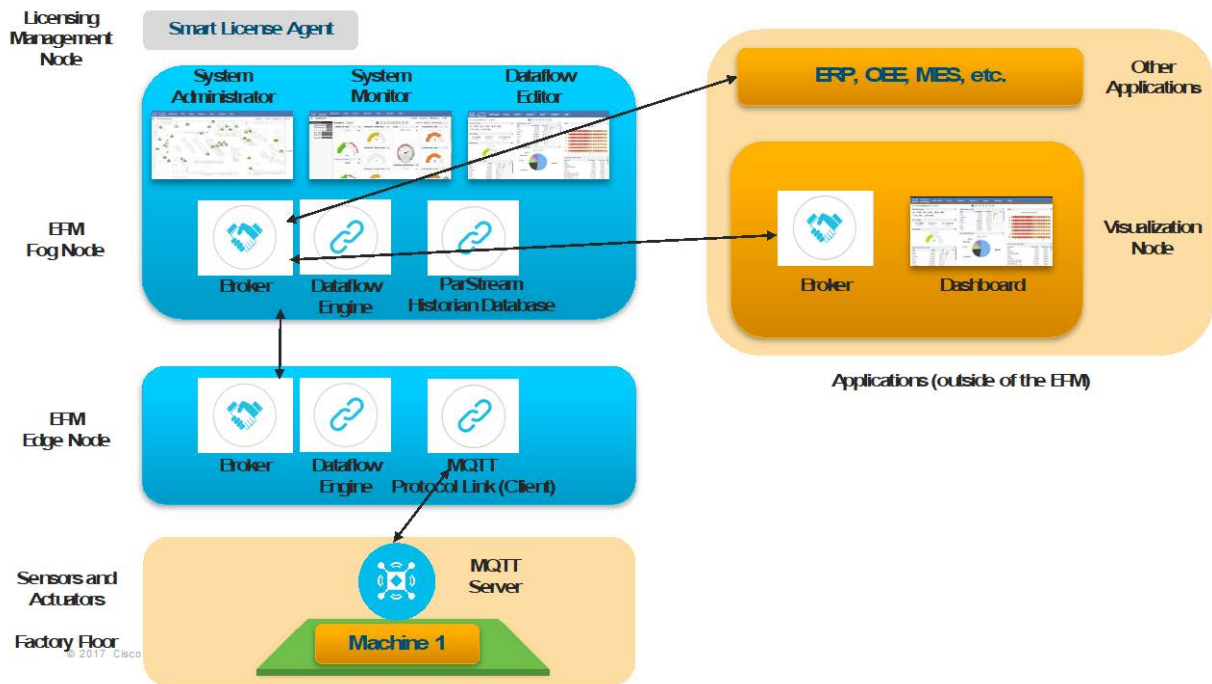 Licensing
Management
Node
Smart License Agent
System
Administrator
System
Monitor
Dataflow
Editor
EFM
Fog Node
Broker
Dataflow
Engine
ParStream
Historian Database
ERP, OEE, MES, etc.
Other
Applications
Broker
Dashboard
Visualization
Node
Applications (outside of the EFM)
EFM
Edge Node
Broker
Dataflow
Engine
MQTT
Protocol Link (Client)
Sensors and
Actuators
MQTT
Server
Factory Floor
Machine 1
© 2017 Cisco